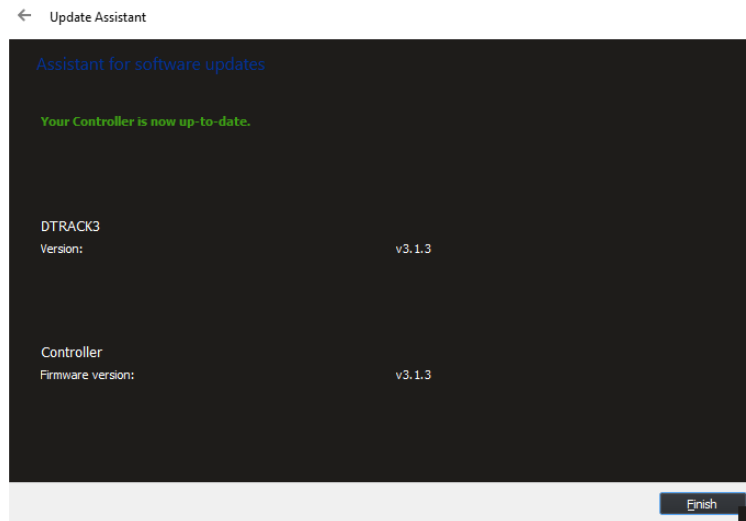 Update Assistant
Assistant for software updates
Your Controller is now up-to-date.
DTRACK3
Version: v3.1.3
Controller
Firmware version: v3.1.3
Finish